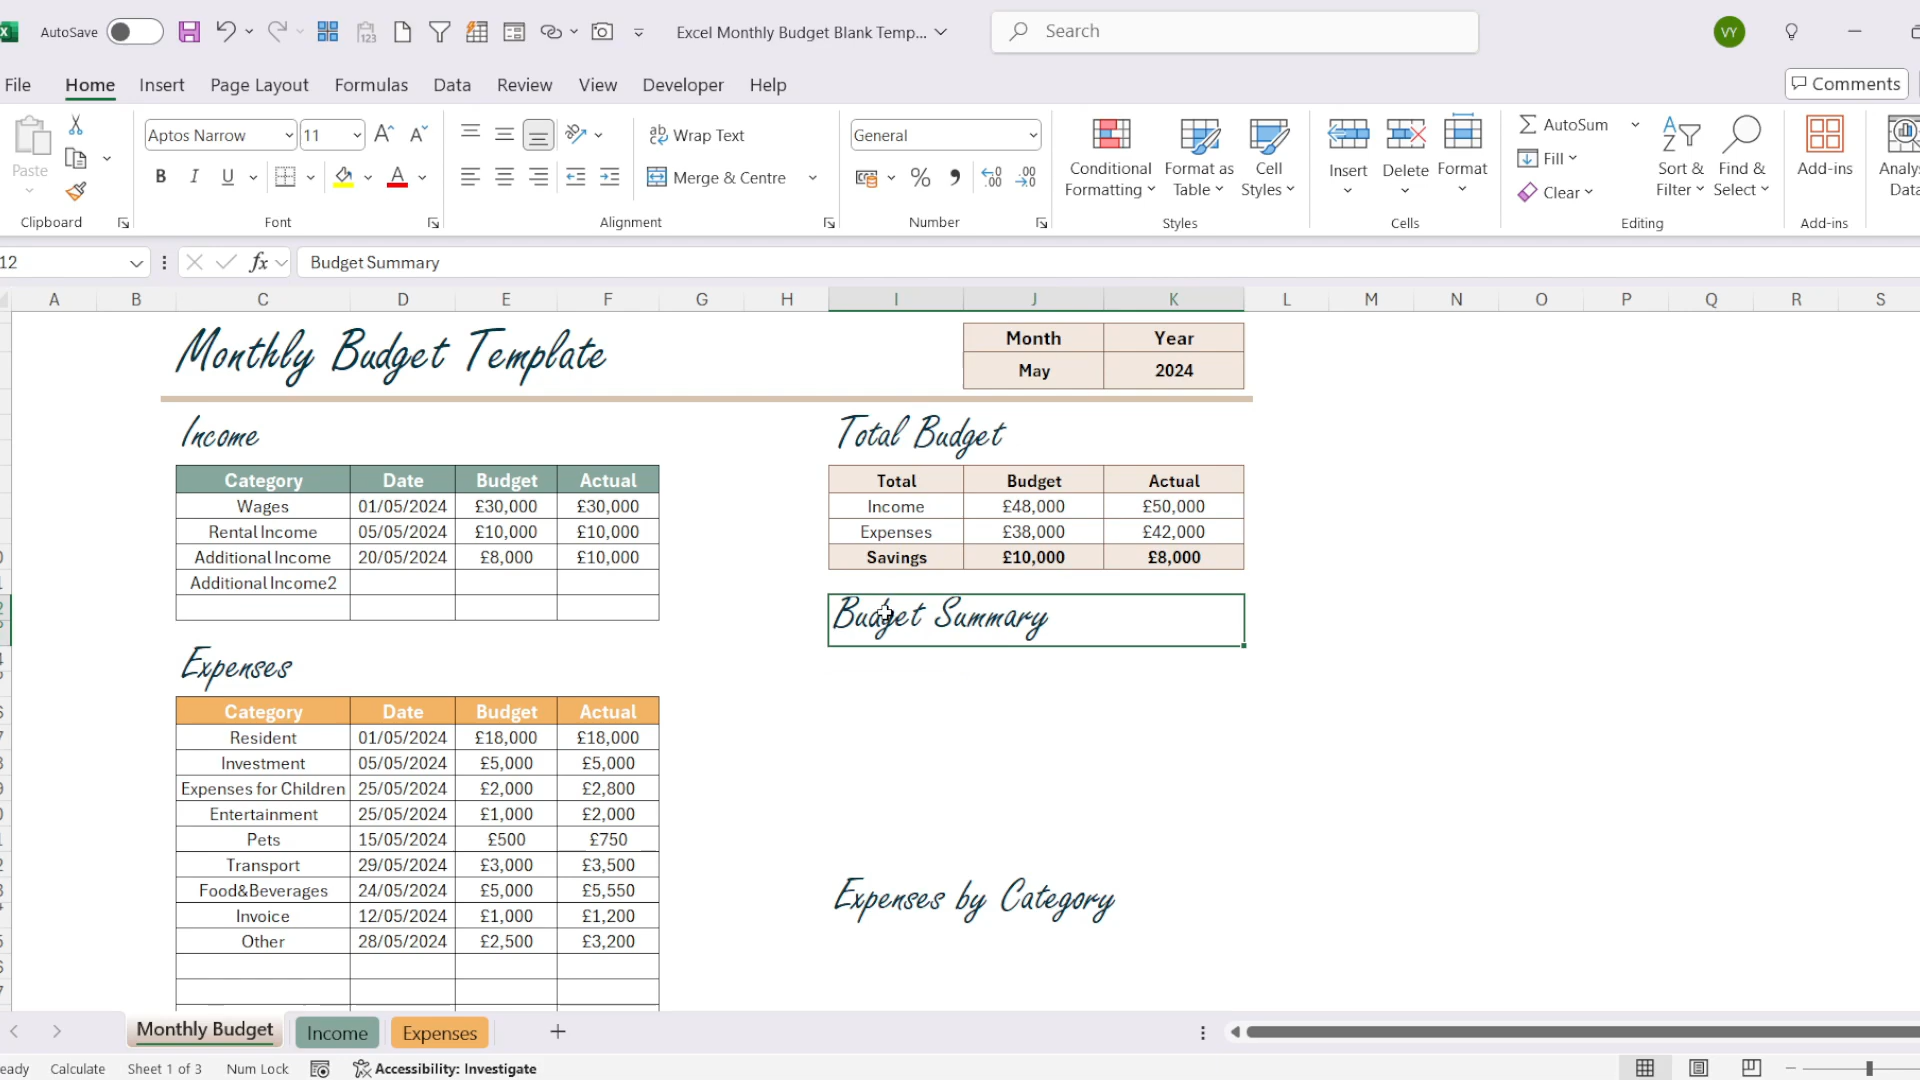 AutoSave
Excel Monthly Budget Blank Temp...
Search
VY
File Home Insert Page Layout Formulas Data Review View Developer Help
Comments
Paste
Clipboard
Aptos Narrow 11
B I U
Font
Wrap Text
Merge & Centre
Alignment
General
Number
Conditional Formatting
Format as Table
Cell Styles
Styles
Insert
Delete
Format
Cells
AutoSum
Fill
Clear
Sort & Filter
Find & Select
Editing
Add-ins
Add-ins
12
fx
Budget Summary
A B C D E F G H I J K L M N O P Q R S
Monthly Budget Template
Month Year
May 2024
Income
Category Date Budget Actual
Wages 01/05/2024 £30,000 £30,000
Rental Income 05/05/2024 £10,000 £10,000
Additional Income 20/05/2024 £8,000 £10,000
Additional Income2
Total Budget
Total Budget Actual
Income £48,000 £50,000
Expenses £38,000 £42,000
Savings £10,000 £8,000
Budget Summary
Expenses
Category Date Budget Actual
Resident 01/05/2024 £18,000 £18,000
Investment 05/05/2024 £5,000 £5,000
Expenses for Children 25/05/2024 £2,000 £2,800
Entertainment 25/05/2024 £1,000 £2,000
Pets 15/05/2024 £500 £750
Transport 29/05/2024 £3,000 £3,500
Food&Beverages 24/05/2024 £5,000 £5,550
Invoice 12/05/2024 £1,000 £1,200
Other 28/05/2024 £2,500 £3,200
Expenses by Category
Monthly Budget Income Expenses
eady Calculate Sheet 1 of 3 Num Lock Accessibility: Investigate